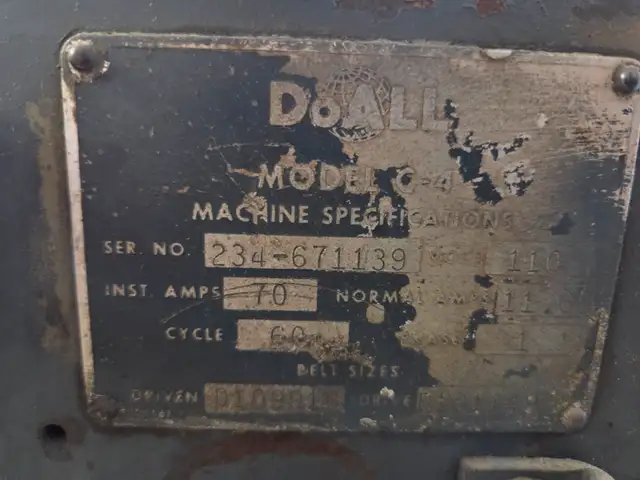 DoALL
MODEL C-4
MACHINE SPECIFICATIONS
SER. NO. 234-671139 110
INST. AMPS 70 NORMAL AMPS
CYCLE 60 1
BELT SIZES
DRIVEN